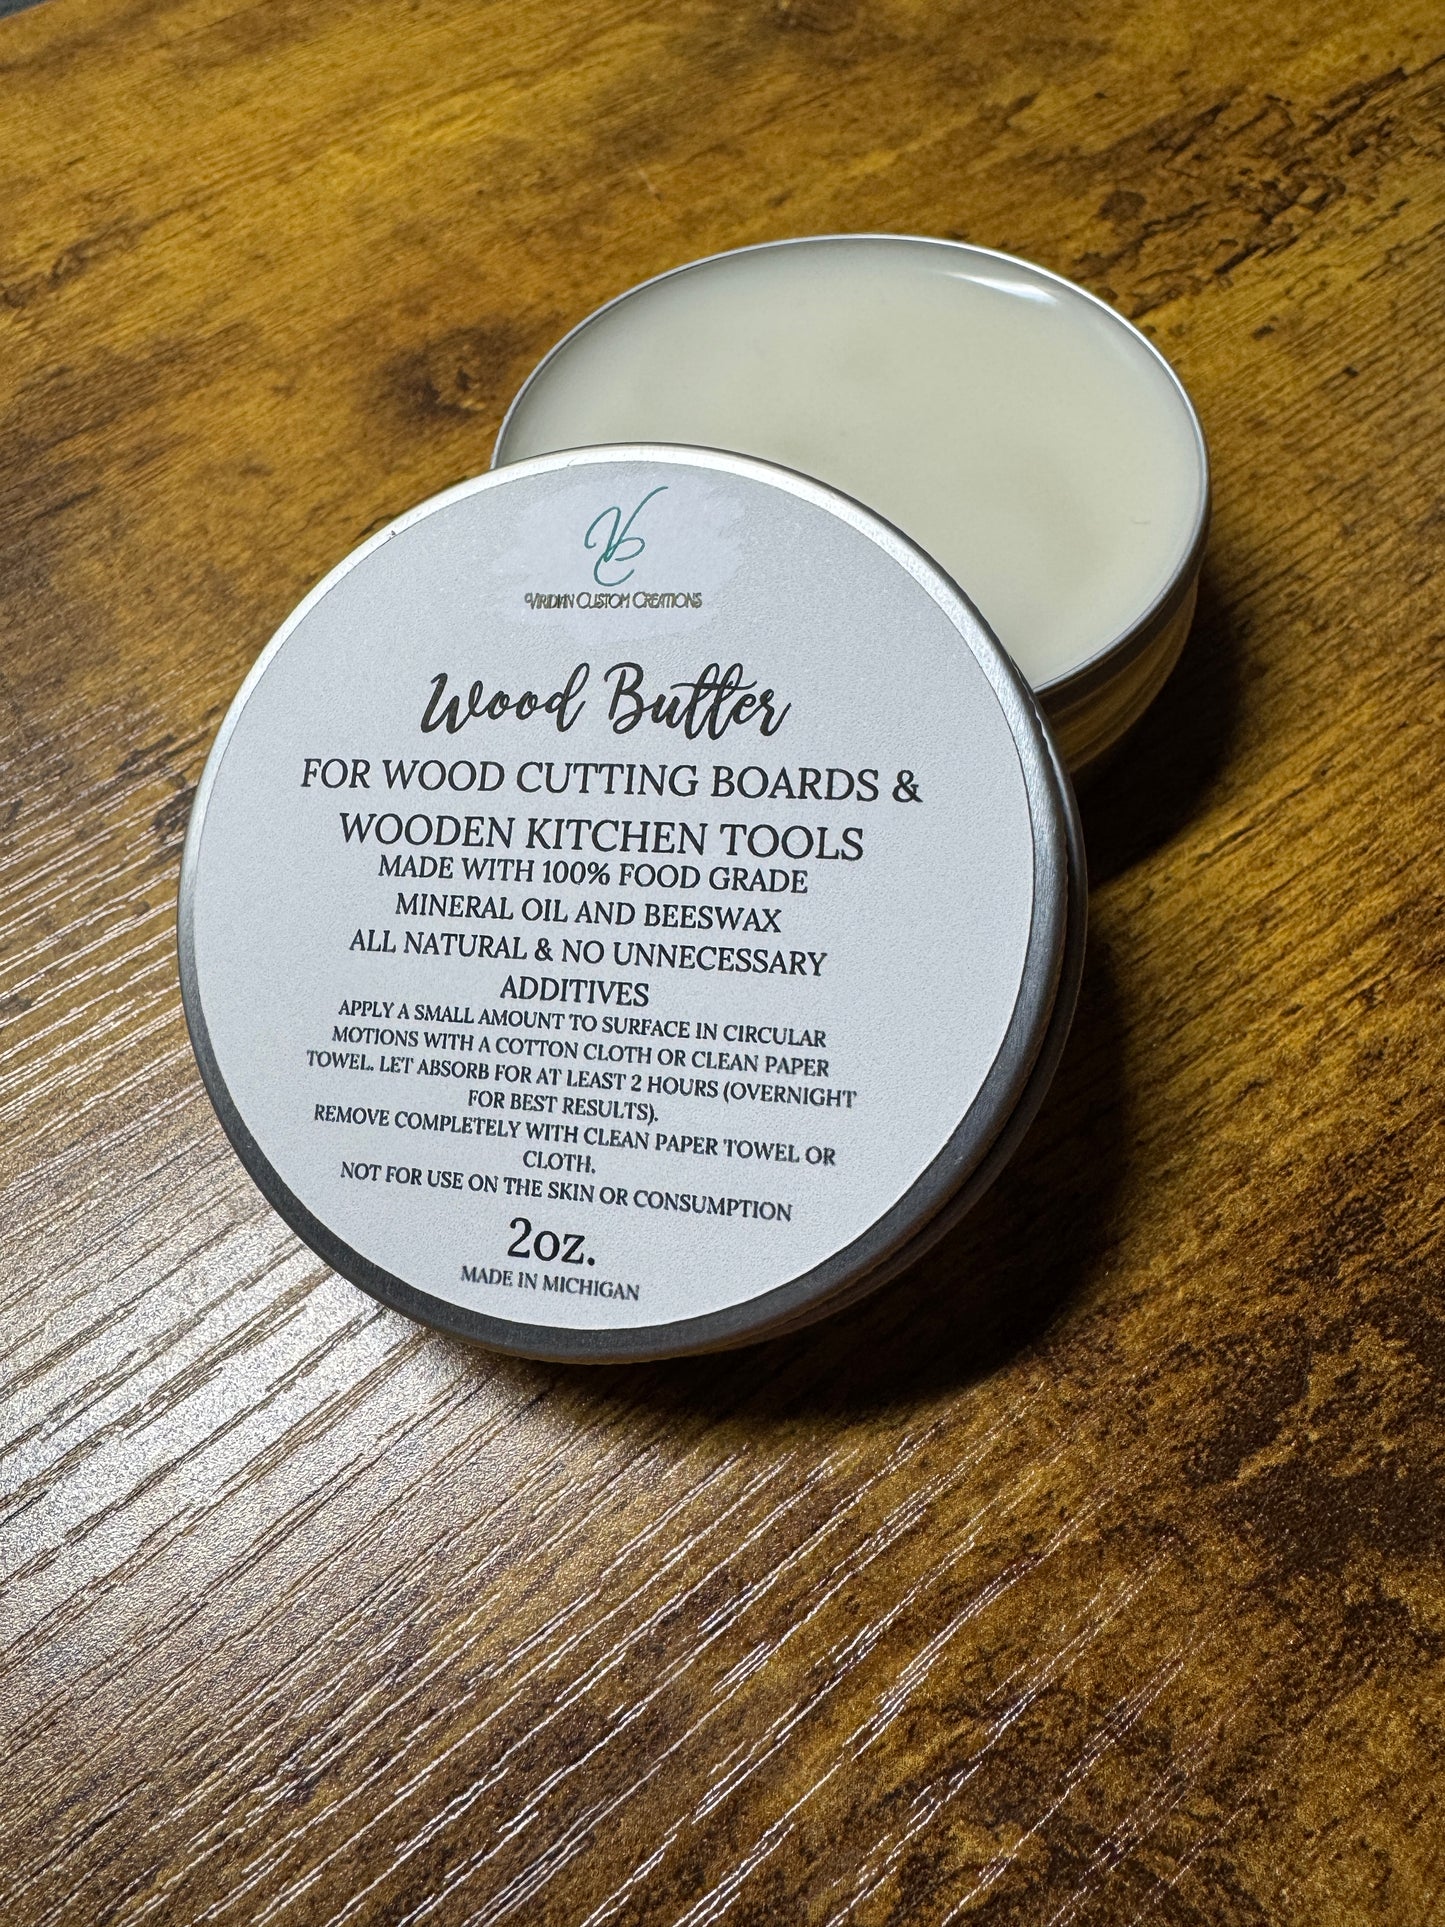 VC
VIRIDIAN CUSTOM CREATIONS
Wood Butter
FOR WOOD CUTTING BOARDS &
WOODEN KITCHEN TOOLS
MADE WITH 100% FOOD GRADE
MINERAL OIL AND BEESWAX
ALL NATURAL & NO UNNECESSARY
ADDITIVES
APPLY A SMALL AMOUNT TO SURFACE IN CIRCULAR
MOTIONS WITH A COTTON CLOTH OR CLEAN PAPER
TOWEL. LET ABSORB FOR AT LEAST 2 HOURS (OVERNIGHT
FOR BEST RESULTS).
REMOVE COMPLETELY WITH CLEAN PAPER TOWEL OR
CLOTH.
NOT FOR USE ON THE SKIN OR CONSUMPTION
2oz.
MADE IN MICHIGAN